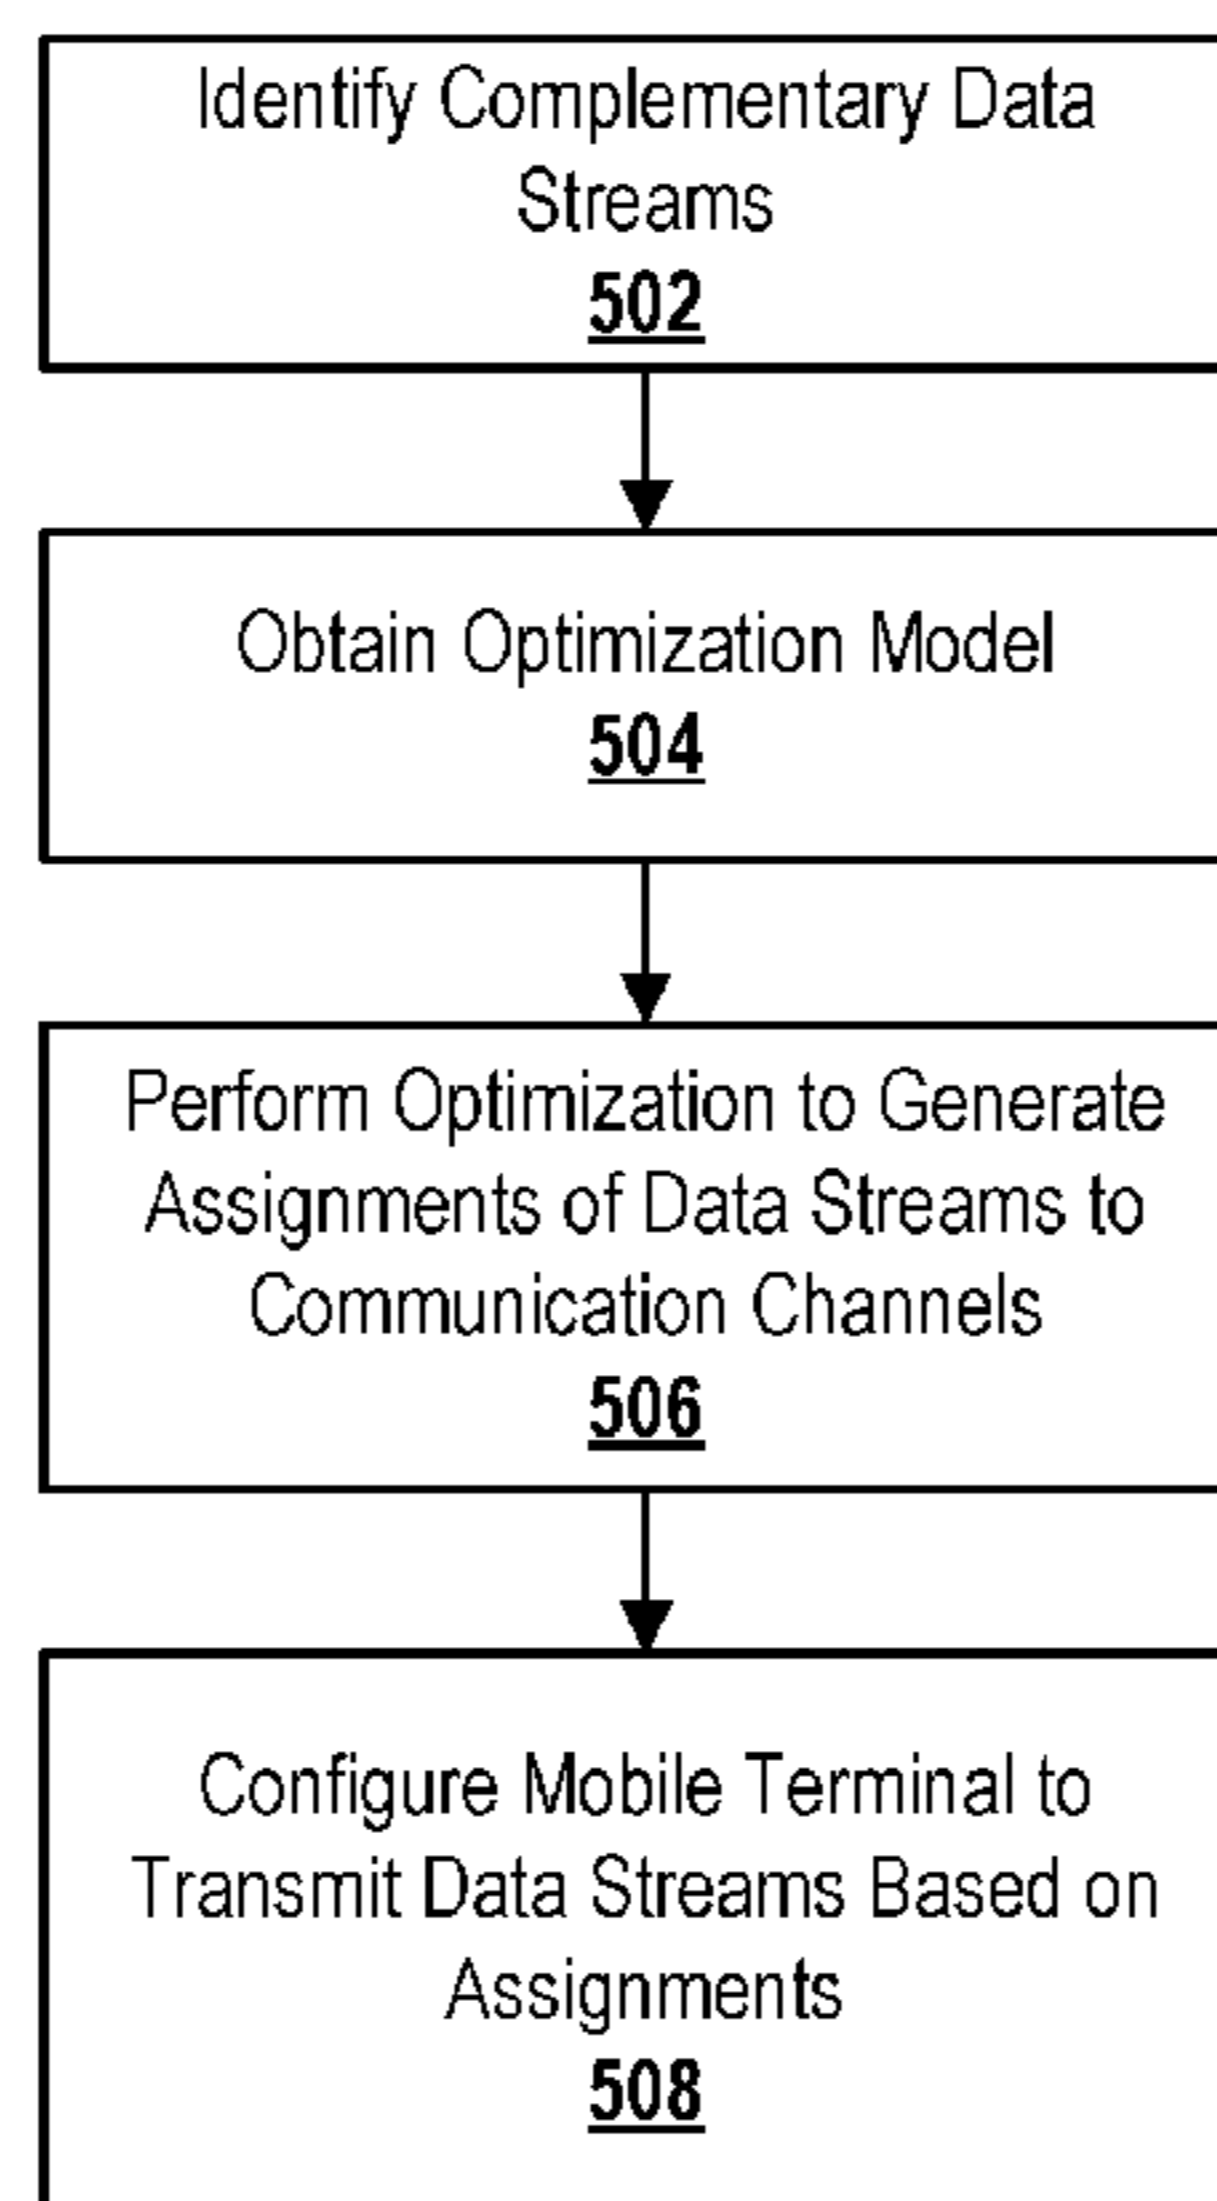 Identify Complementary Data
Streams
502
Obtain Optimization Model
504
Perform Optimization to Generate
Assignments of Data Streams to
Communication Channels
506
Configure Mobile Terminal to
Transmit Data Streams Based on
Assignments
508